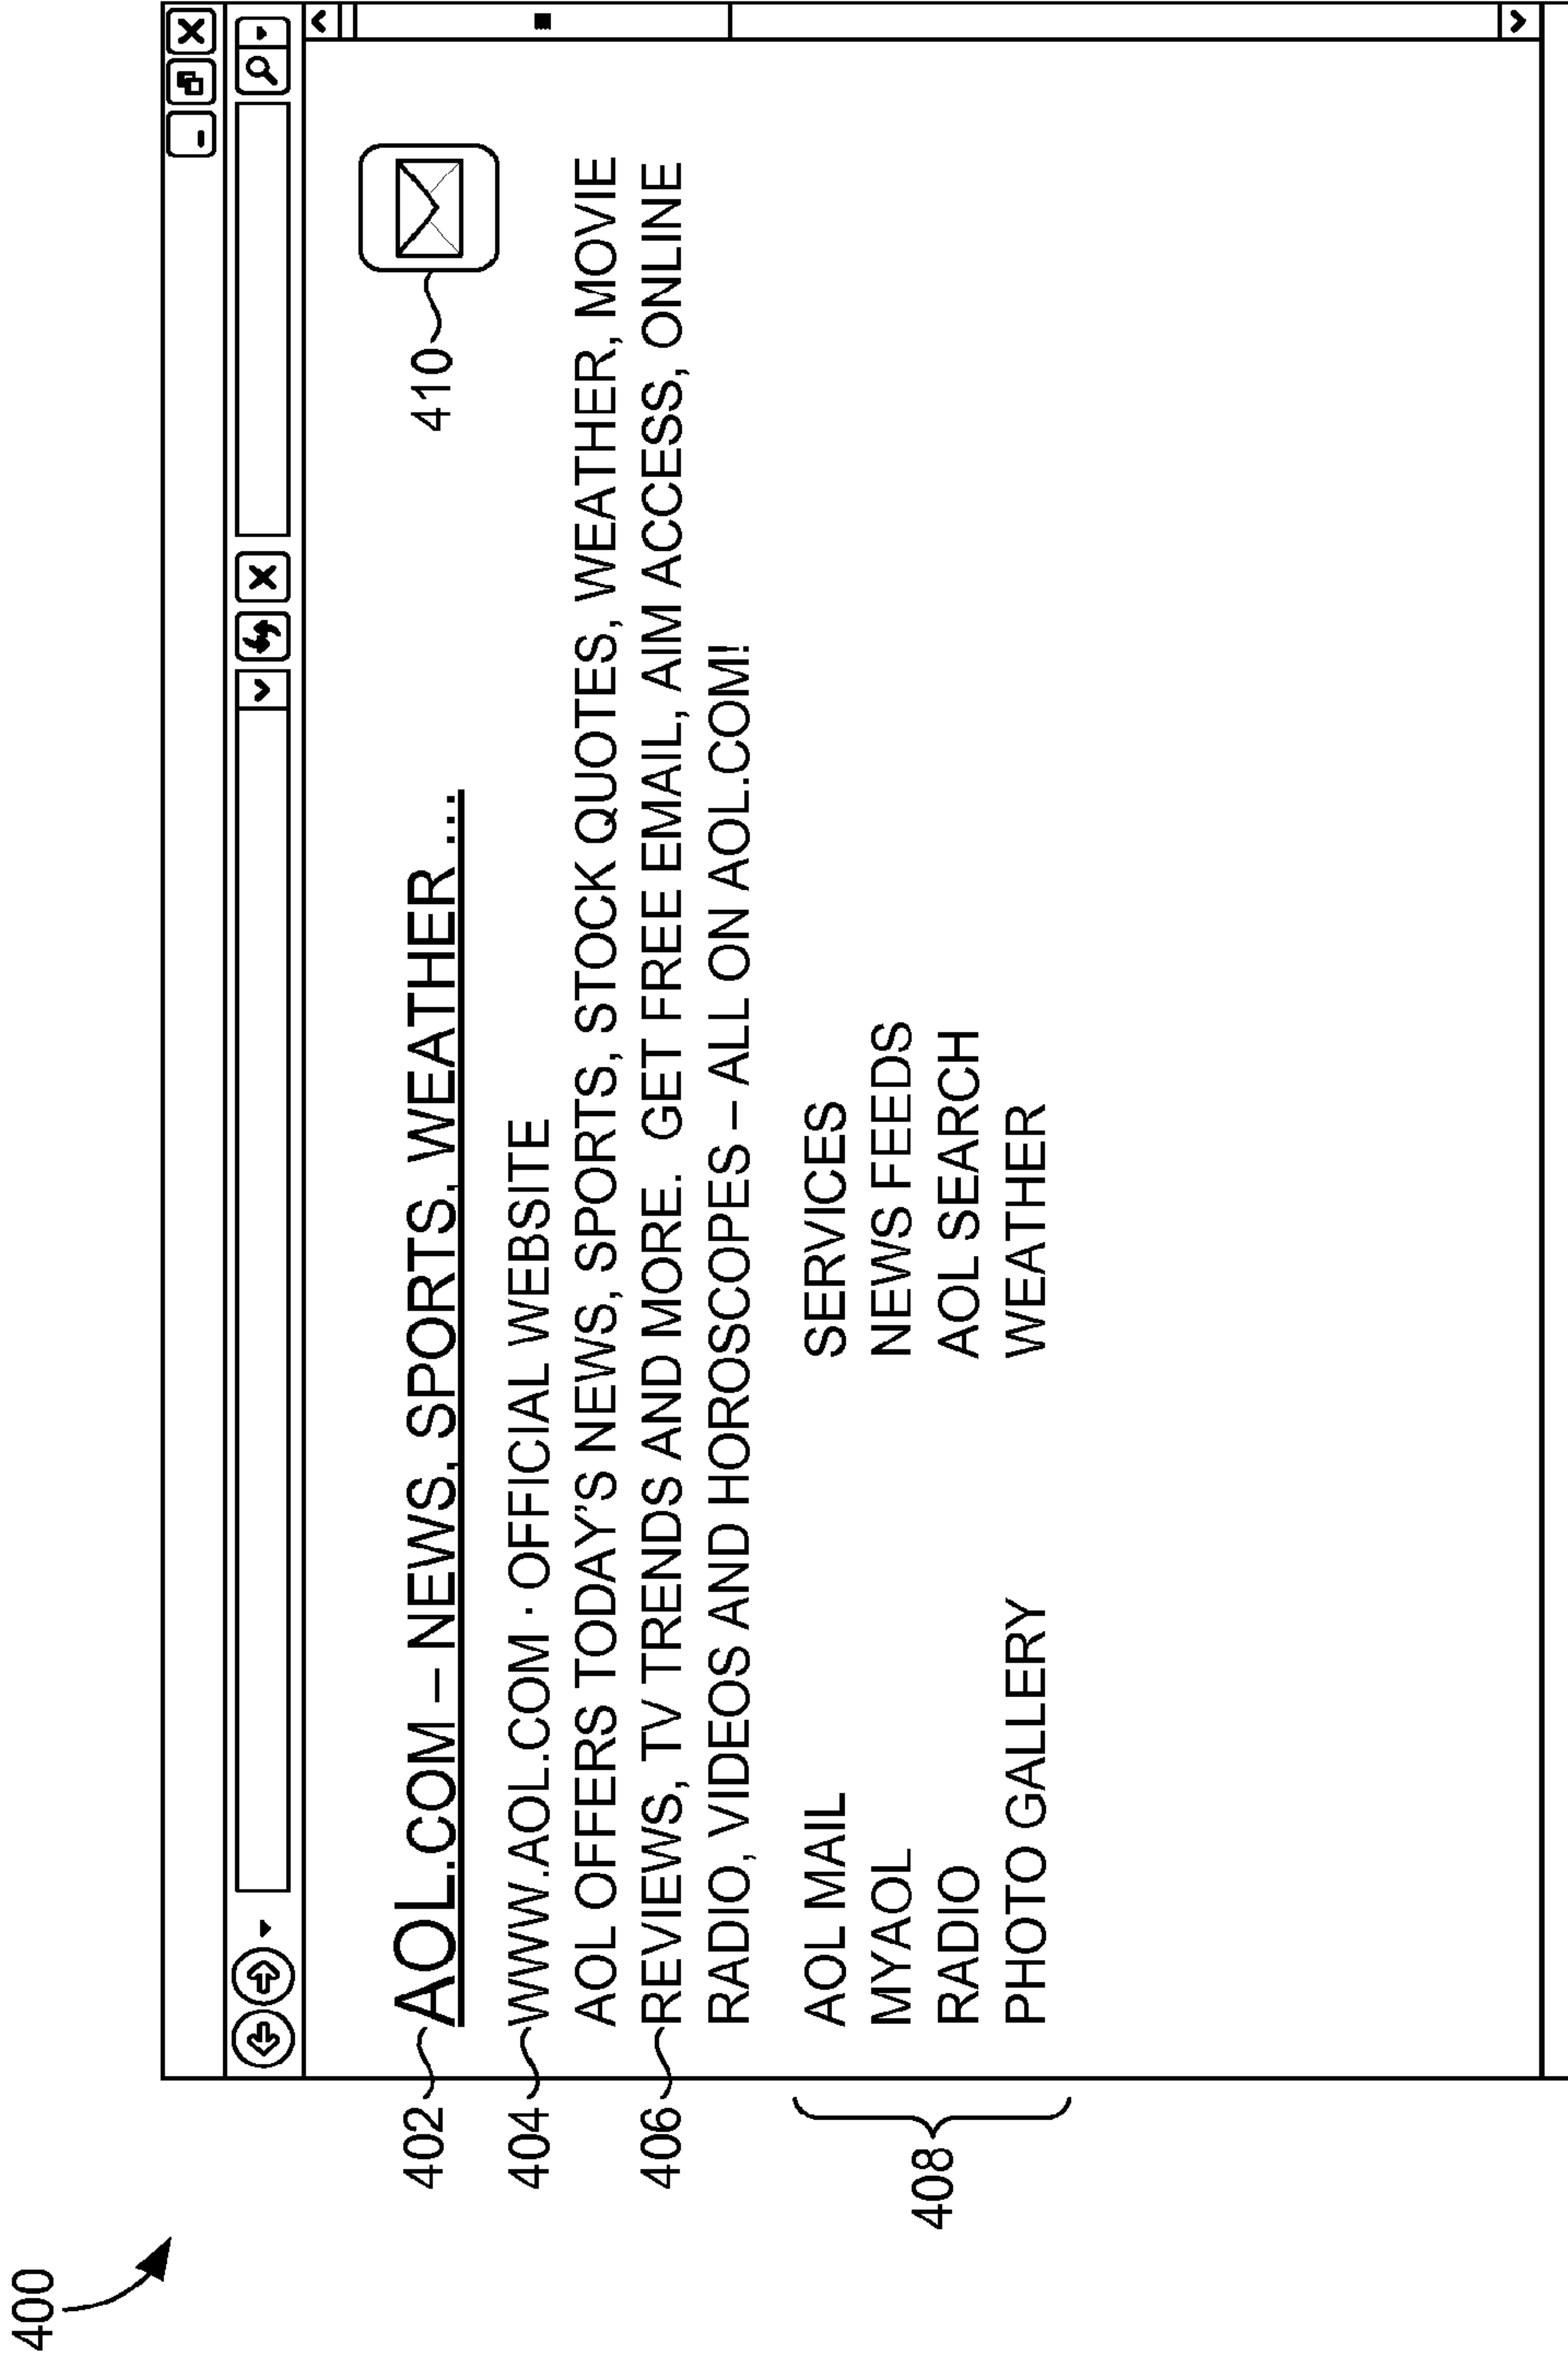 400
402
AOL.COM – NEWS, SPORTS, WEATHER ...
410
404
WWW.AOL.COM · OFFICIAL WEBSITE
AOL OFFERS TODAY'S NEWS, SPORTS, STOCK QUOTES, WEATHER, MOVIE
406
REVIEWS, TV TRENDS AND MORE. GET FREE EMAIL, AIM ACCESS, ONLINE
RADIO, VIDEOS AND HOROSCOPES – ALL ON AOL.COM!
408
AOL MAIL SERVICES
MYAOL NEWS FEEDS
RADIO AOL SEARCH
PHOTO GALLERY WEATHER